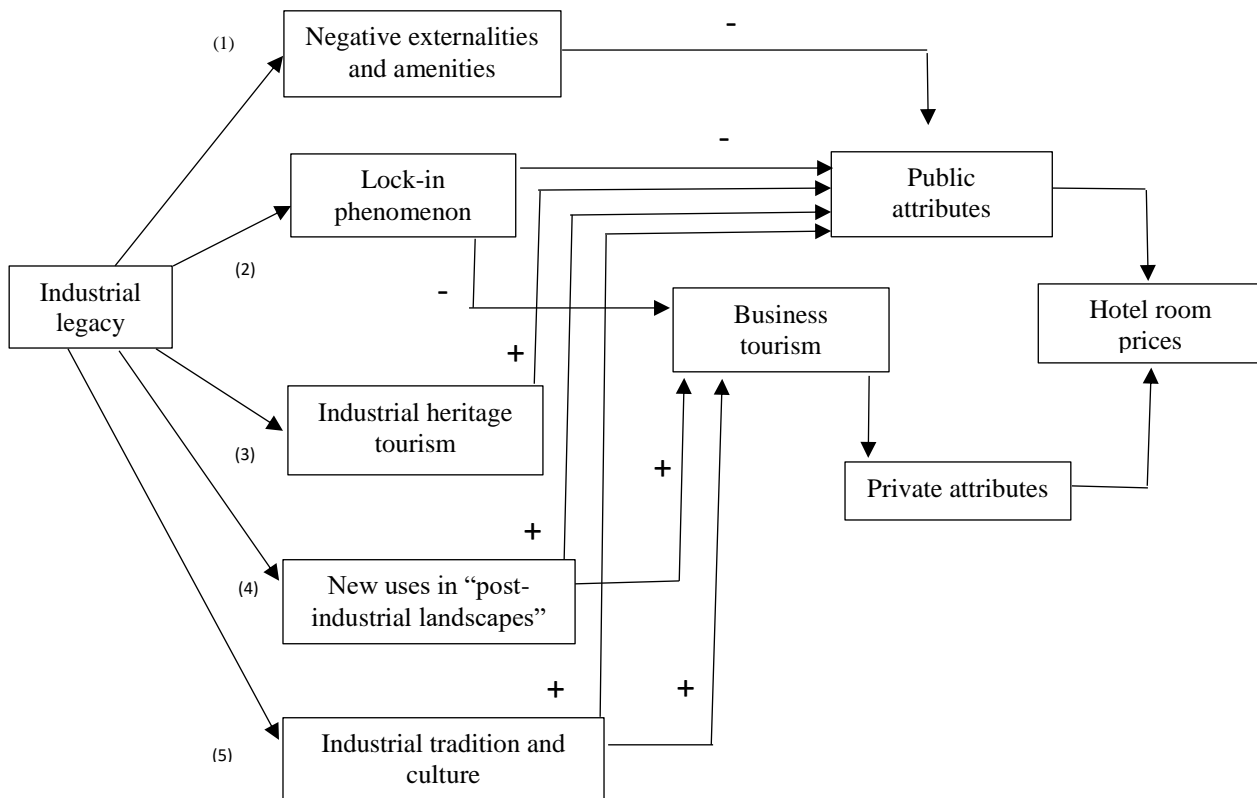 -
(1)
Negative externalities
and amenities
-
Lock-in
phenomenon
Public
attributes
(2)
-
Industrial
legacy
Business
tourism
Hotel room
prices
+
Industrial heritage
tourism
(3)
+
Private attributes
+
(4)
New uses in “post-
industrial landscapes”
+
+
(5)
Industrial tradition and
culture